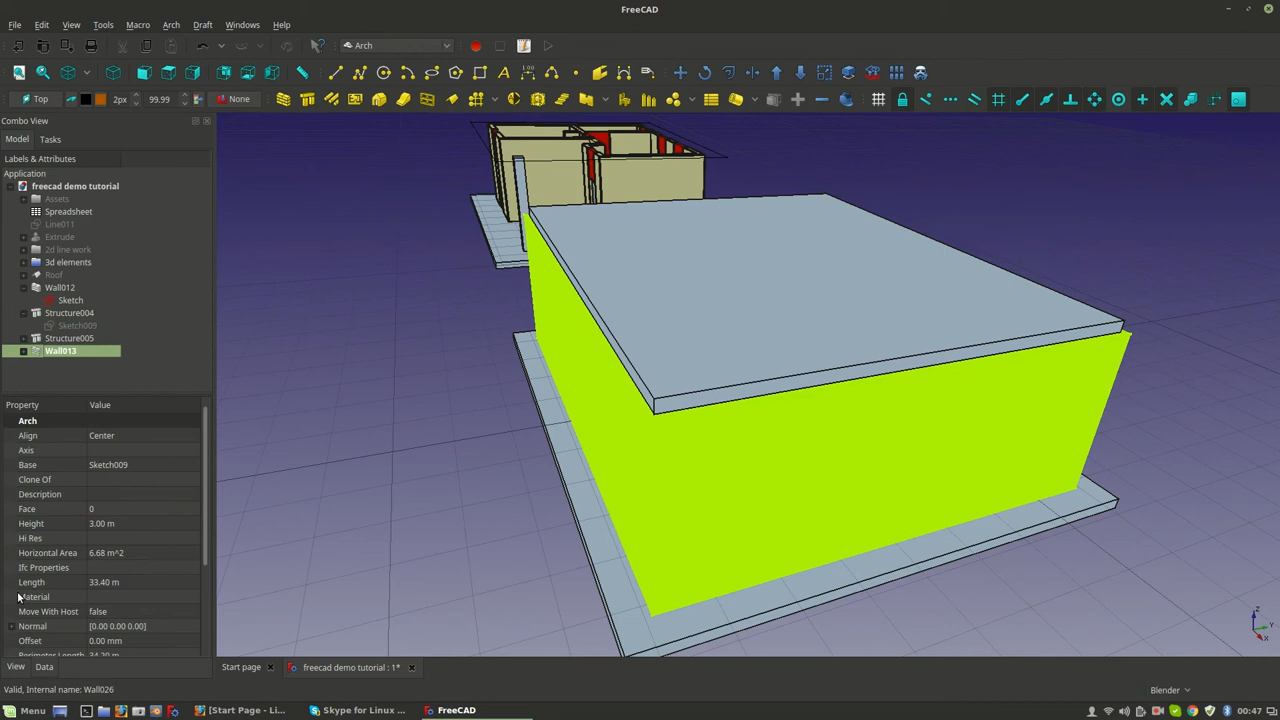 FreeCAD
File Edit View Tools Macro Arch Draft Windows Help
Arch
Top 2px 99.99 None
Combo View
Model Tasks
Labels & Attributes
Application
freecad demo tutorial
Assets
Spreadsheet
Line011
Extrude
2d line work
3d elements
Roof
Wall012
Sketch
Structure004
Sketch009
Structure005
Wall013
Property Value
Arch
Align Center
Axis
Base Sketch009
Clone Of
Description
Face 0
Height 3.00 m
Hi Res
Horizontal Area 6.68 m^2
Ifc Properties
Length 33.40 m
Material
Move With Host false
Normal [0.00 0.00 0.00]
Offset 0.00 mm
Perimeter Length 34.20 m
Z
Y
X
View Data
Start page freecad demo tutorial : 1*
Valid, Internal name: Wall026
Blender
Menu [Start Page - Li... Skype for Linux ... FreeCAD 00:47